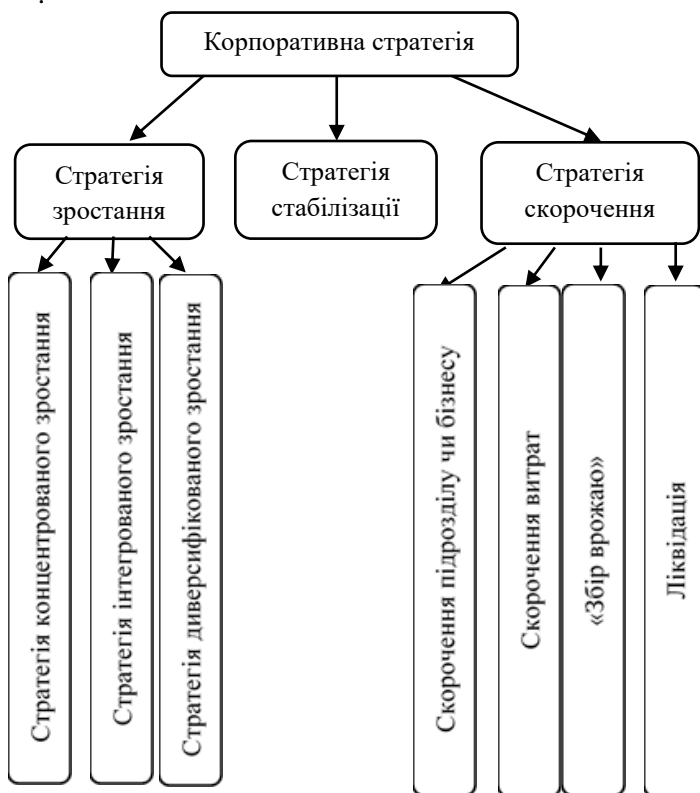 Корпоративна стратегія
Стратегія
зростання
Стратегія
стабілізації
Стратегія
скорочення
Стратегія концентрованого зростання
Стратегія інтегрованого зростання
Стратегія диверсифікованого зростання
Скорочення підрозділу чи бізнесу
Скорочення витрат
«Збір врожаю»
Ліквідація